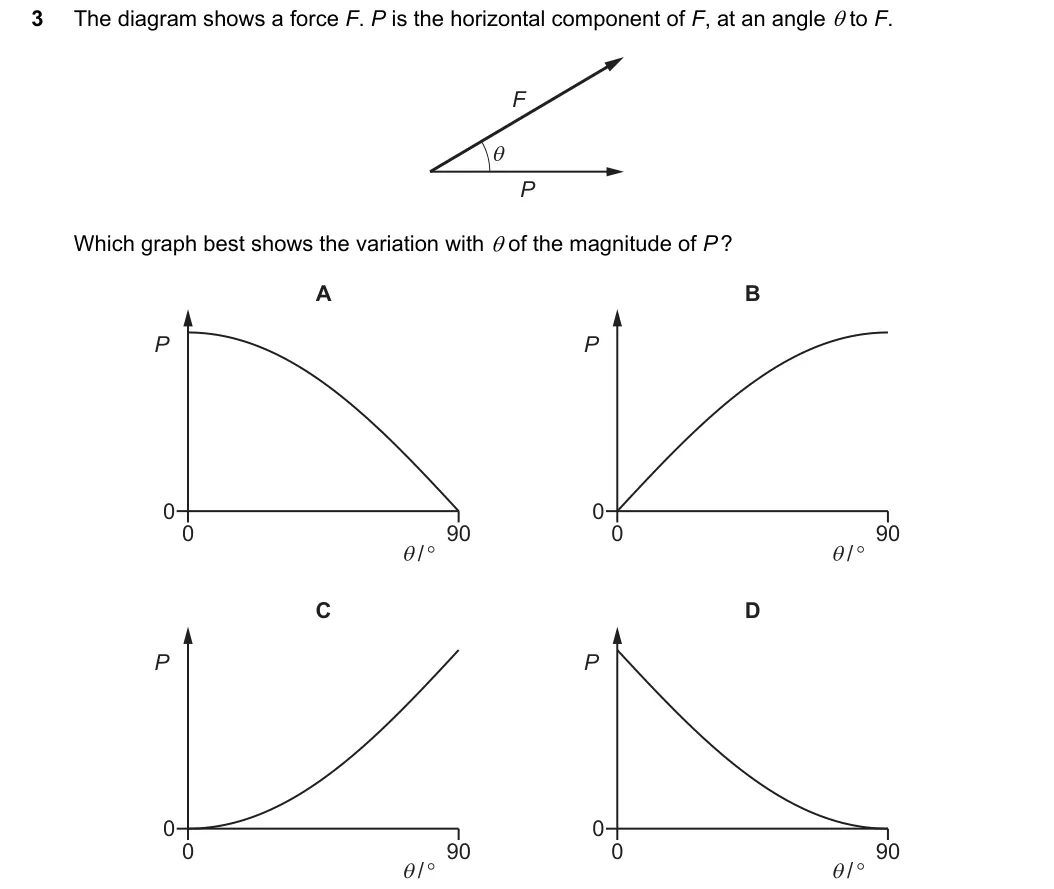 3 The diagram shows a force F. P is the horizontal component of F, at an angle θ to F.
F
θ
P
Which graph best shows the variation with θ of the magnitude of P?
A B
P P
0 0
0 90 0 90
θ / ° θ / °
C D
P P
0 0
0 90 0 90
θ / ° θ / °